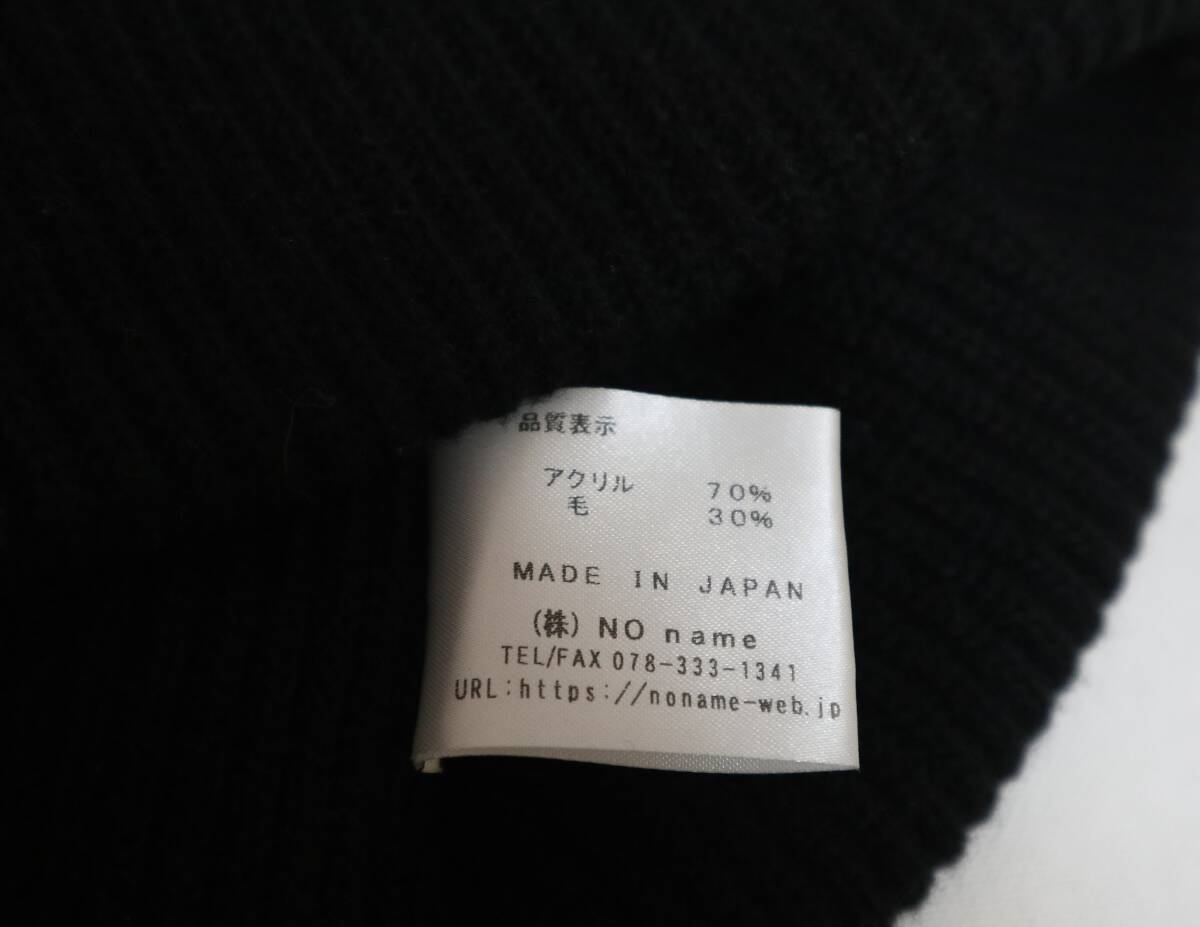 品質表示
アクリル 70%
毛 30%
MADE IN JAPAN
(株) NO name
TEL/FAX 078-333-1341
URL:https://noname-web.jp